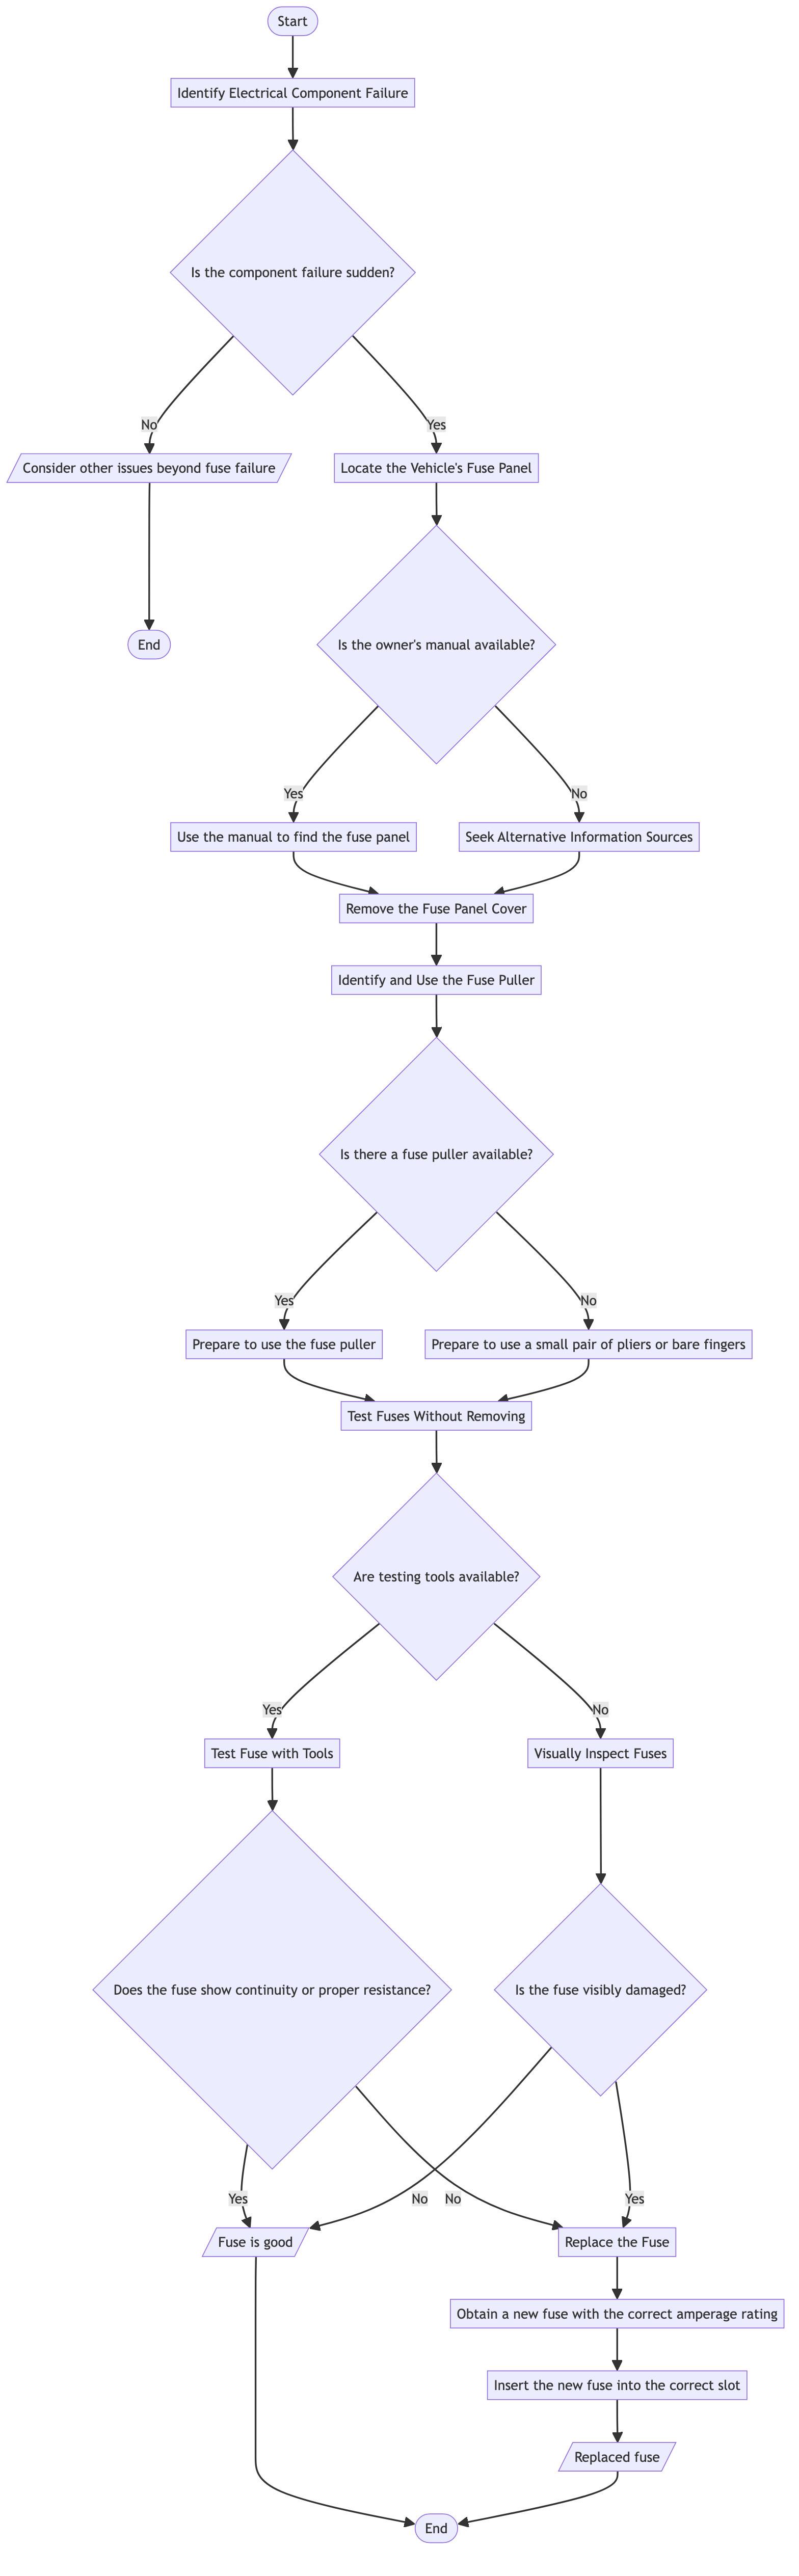 Start
Identify Electrical Component Failure
Is the component failure sudden?
No
Yes
Consider other issues beyond fuse failure
Locate the Vehicle's Fuse Panel
End
Is the owner's manual available?
Yes
No
Use the manual to find the fuse panel
Seek Alternative Information Sources
Remove the Fuse Panel Cover
Identify and Use the Fuse Puller
Is there a fuse puller available?
Yes
No
Prepare to use the fuse puller
Prepare to use a small pair of pliers or bare fingers
Test Fuses Without Removing
Are testing tools available?
Yes
No
Test Fuse with Tools
Visually Inspect Fuses
Does the fuse show continuity or proper resistance?
Is the fuse visibly damaged?
Yes
No
No
Yes
Fuse is good
Replace the Fuse
Obtain a new fuse with the correct amperage rating
Insert the new fuse into the correct slot
Replaced fuse
End